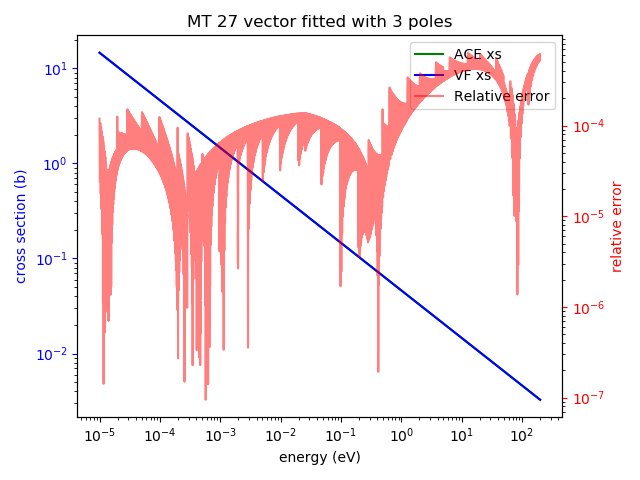 MT 27 vector fitted with 3 poles
ACE xs
VF xs
Relative error
cross section (b)
10¹
10⁰
10⁻¹
10⁻²
relative error
10⁻⁴
10⁻⁵
10⁻⁶
10⁻⁷
10⁻⁵ 10⁻⁴ 10⁻³ 10⁻² 10⁻¹ 10⁰ 10¹ 10²
energy (eV)